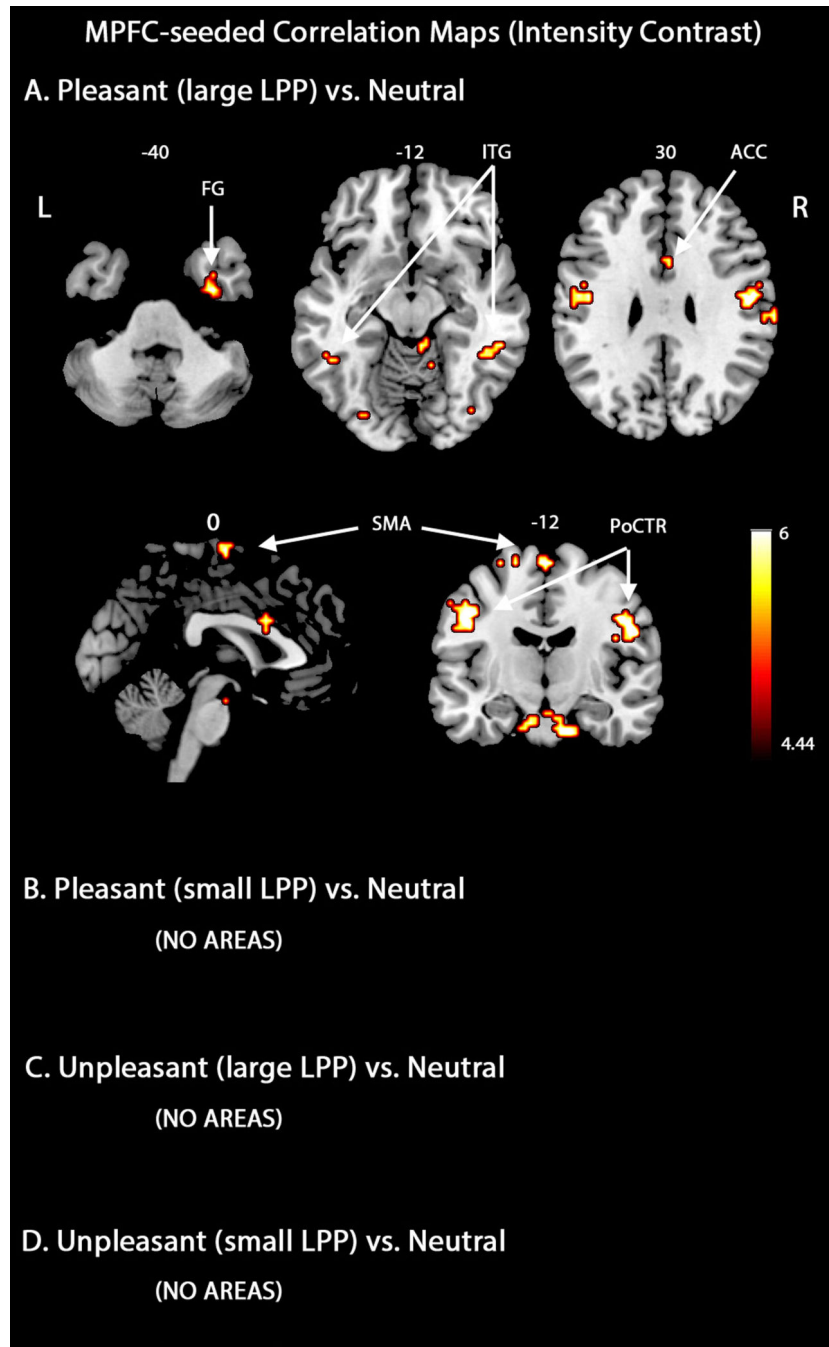 MPFC-seeded Correlation Maps (Intensity Contrast)
A. Pleasant (large LPP) vs. Neutral
-40
-12
ITG
30
ACC
L
FG
R
0
SMA
-12
PoCTR
6
4.44
B. Pleasant (small LPP) vs. Neutral
(NO AREAS)
C. Unpleasant (large LPP) vs. Neutral
(NO AREAS)
D. Unpleasant (small LPP) vs. Neutral
(NO AREAS)